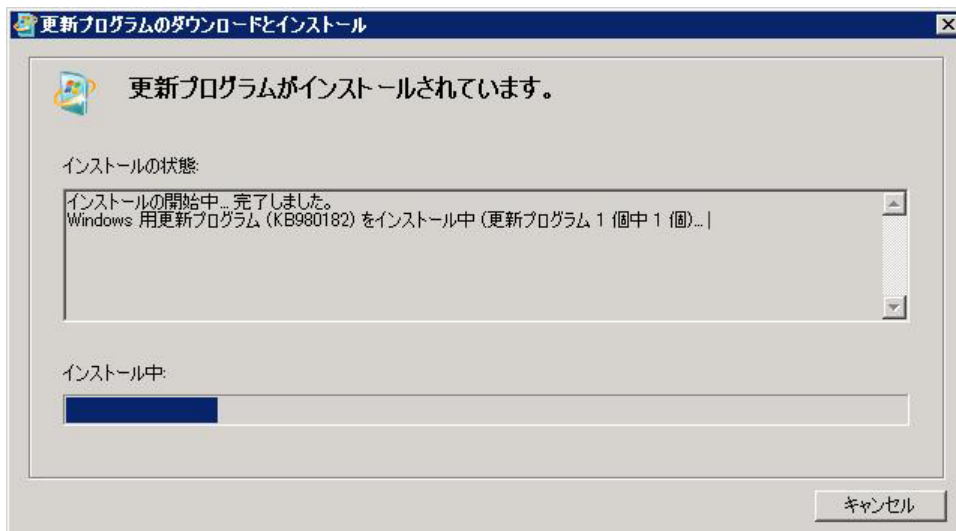 更新プログラムのダウンロードとインストール
更新プログラムがインストールされています。
インストールの状態:
インストールの開始中... 完了しました。
Windows 用更新プログラム (KB980182) をインストール中 (更新プログラム 1 個中 1 個)...
インストール中:
キャンセル